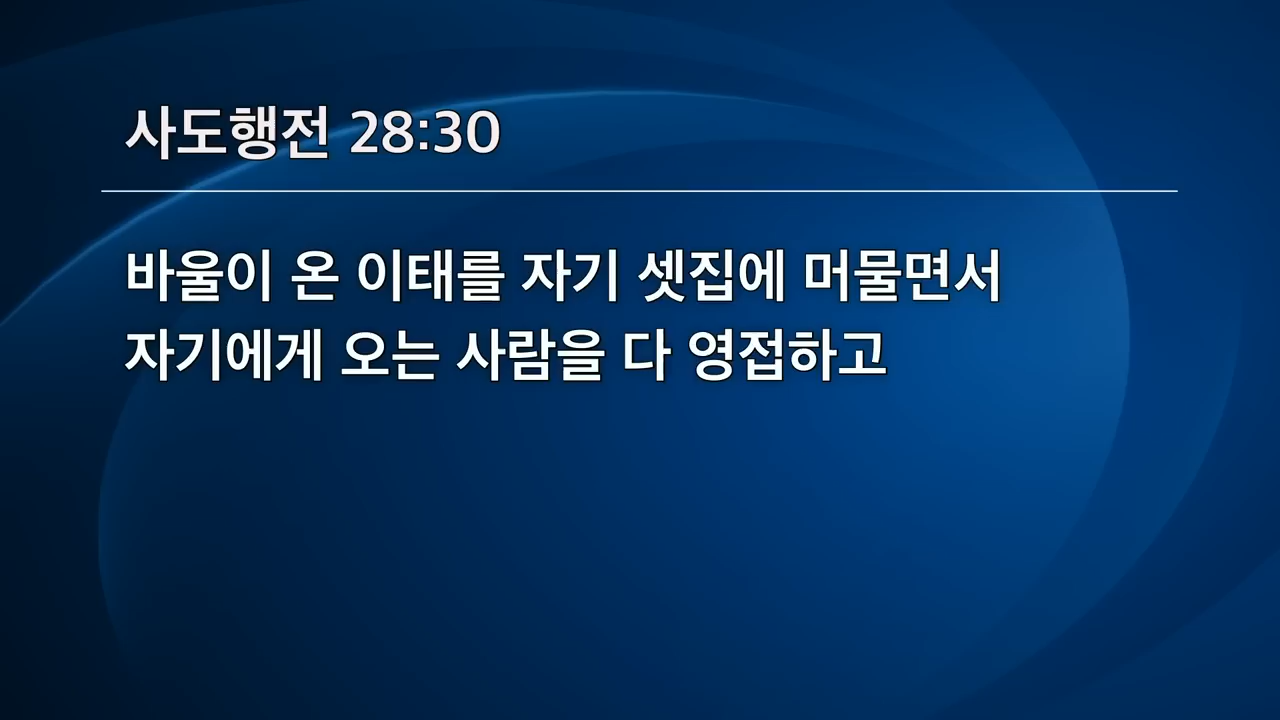 사도행전 28:30
바울이 온 이태를 자기 셋집에 머물면서
자기에게 오는 사람을 다 영접하고